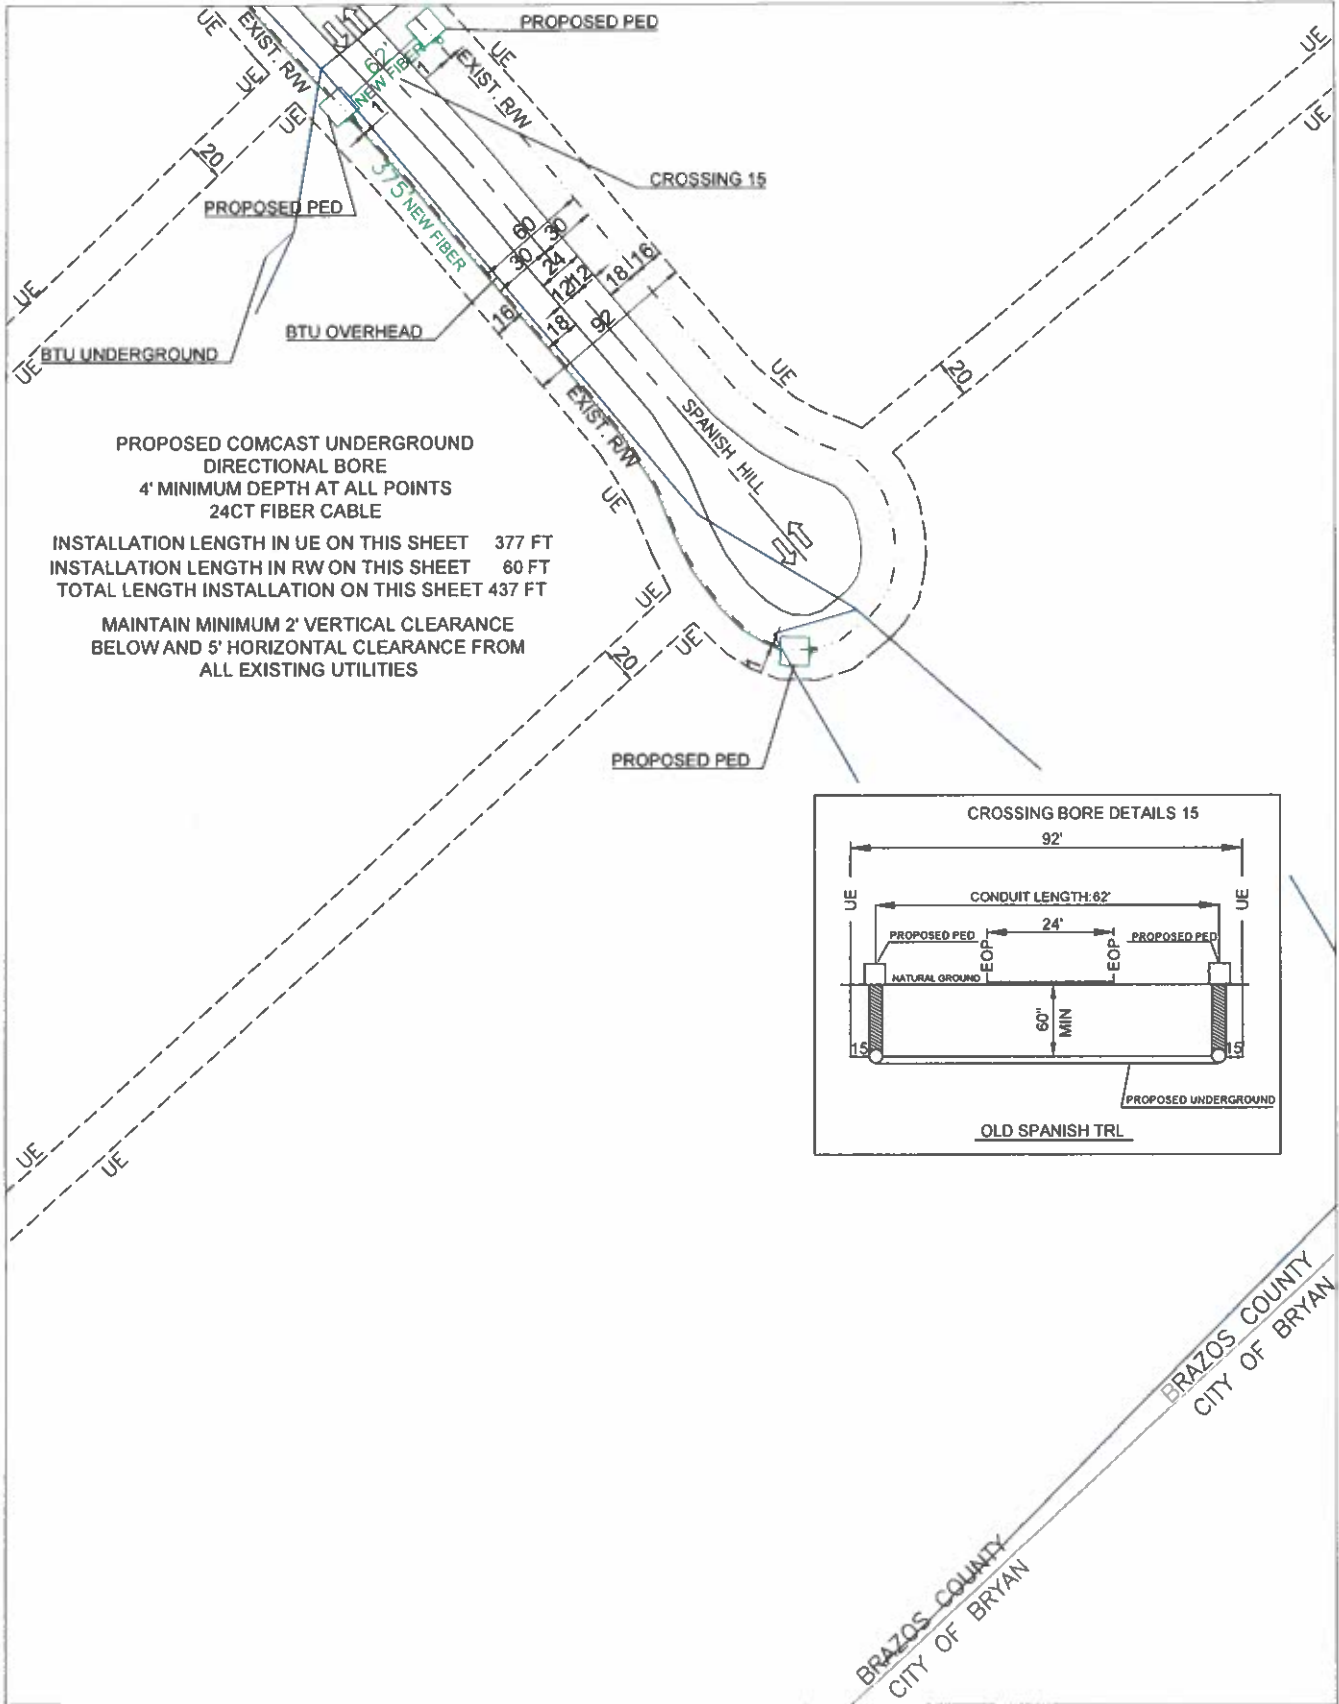 PROPOSED PED
UE
EXIST. R/W
62'
NEW FIBER
P
1
UE
EXIST. R/W
1
UE
UE
UE
UE
20
PROPOSED PED
CROSSING 15
375'
NEW FIBER
60
30
30
24
12
12
18
16
18
92
16
UE
UE
BTU OVERHEAD
BTU UNDERGROUND
UE
20
EXIST. R/W
SPANISH HILL
UE
PROPOSED COMCAST UNDERGROUND
DIRECTIONAL BORE
4' MINIMUM DEPTH AT ALL POINTS
24CT FIBER CABLE
INSTALLATION LENGTH IN UE ON THIS SHEET 377 FT
INSTALLATION LENGTH IN RW ON THIS SHEET 60 FT
TOTAL LENGTH INSTALLATION ON THIS SHEET 437 FT
MAINTAIN MINIMUM 2' VERTICAL CLEARANCE
BELOW AND 5' HORIZONTAL CLEARANCE FROM
ALL EXISTING UTILITIES
UE
UE
20
1
P
PROPOSED PED
CROSSING BORE DETAILS 15
92'
UE
UE
CONDUIT LENGTH:62'
24'
PROPOSED PED
EOP
EOP
PROPOSED PED
NATURAL GROUND
60"
MIN
15
15
PROPOSED UNDERGROUND
OLD SPANISH TRL
UE
UE
BRAZOS COUNTY
CITY OF BRYAN
BRAZOS COUNTY
CITY OF BRYAN